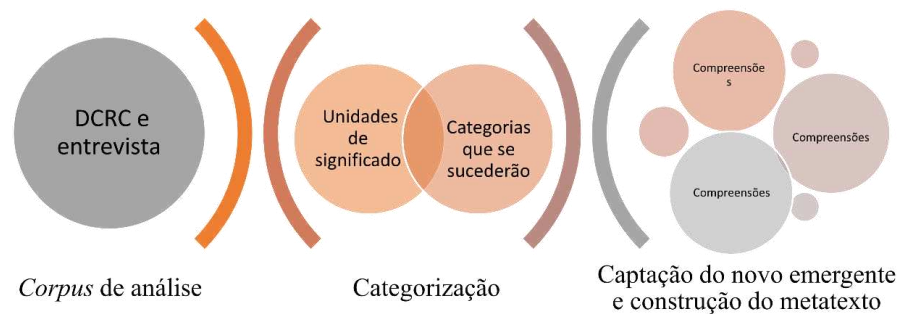 DCRC e
entrevista
Unidades
de
significado
Categorias
que se
sucederão
Compreensõe
s
Compreensões
Compreensões
Corpus de análise
Categorização
Captação do novo emergente
e construção do metatexto